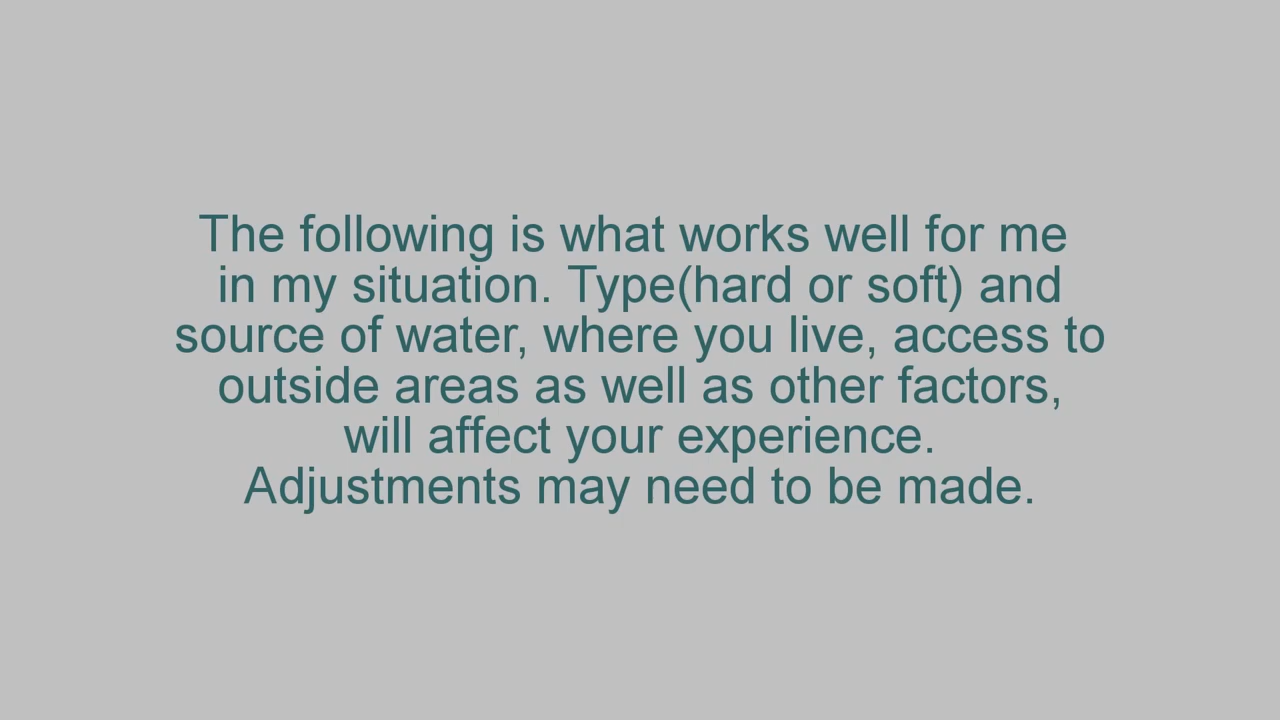 The following is what works well for me
in my situation. Type(hard or soft) and
source of water, where you live, access to
outside areas as well as other factors,
will affect your experience.
Adjustments may need to be made.